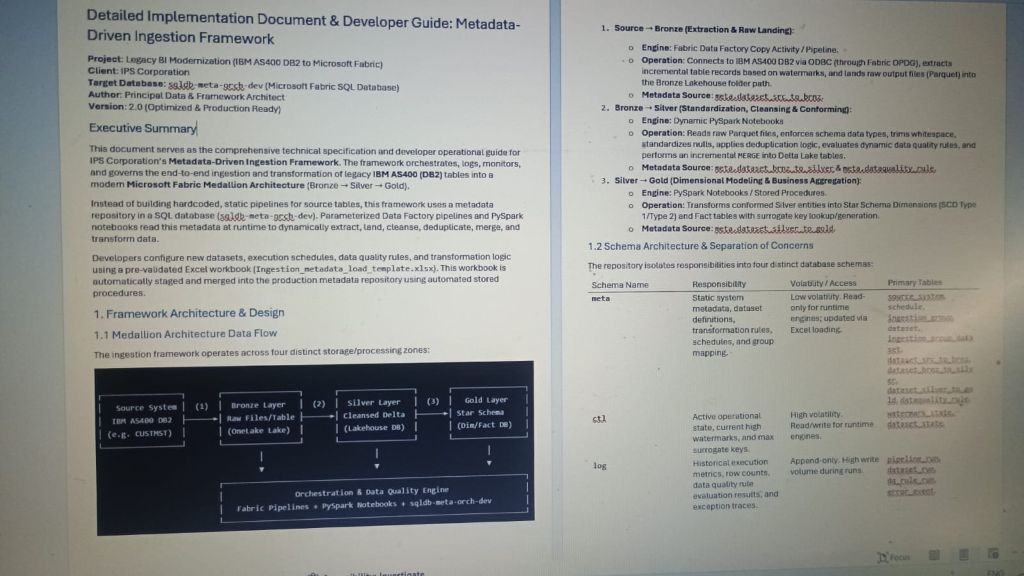 Detailed Implementation Document & Developer Guide: Metadata-
Driven Ingestion Framework
Project: Legacy BI Modernization (IBM AS400 DB2 to Microsoft Fabric)
Client: IPS Corporation
Target Database: sqldb-meta-orch-dev (Microsoft Fabric SQL Database)
Author: Principal Data & Framework Architect
Version: 2.0 (Optimized & Production Ready)
Executive Summary
This document serves as the comprehensive technical specification and developer operational guide for
IPS Corporation's Metadata-Driven Ingestion Framework. The framework orchestrates, logs, monitors,
and governs the end-to-end ingestion and transformation of legacy IBM AS400 (DB2) tables into a
modern Microsoft Fabric Medallion Architecture (Bronze → Silver → Gold).
Instead of building hardcoded, static pipelines for source tables, this framework uses a metadata
repository in a SQL database (sqldb-meta-orch-dev). Parameterized Data Factory pipelines and PySpark
notebooks read this metadata at runtime to dynamically extract, land, cleanse, deduplicate, merge, and
transform data.
Developers configure new datasets, execution schedules, data quality rules, and transformation logic
using a pre-validated Excel workbook (Ingestion_metadata_load_template.xlsx). This workbook is
automatically staged and merged into the production metadata repository using automated stored
procedures.
1. Framework Architecture & Design
1.1 Medallion Architecture Data Flow
The ingestion framework operates across four distinct storage/processing zones:
Source System
IBM AS400 DB2
(e.g. CUSTMST)
(1)
Bronze Layer
Raw Files/Table
(OneLake Lake)
(2)
Silver Layer
Cleansed Delta
(Lakehouse DB)
(3)
Gold Layer
Star Schema
(Dim/Fact DB)
Orchestration & Data Quality Engine
Fabric Pipelines + PySpark Notebooks + sqldb-meta-orch-dev
1. Source → Bronze (Extraction & Raw Landing):
o Engine: Fabric Data Factory Copy Activity / Pipeline.
o Operation: Connects to IBM AS400 DB2 via ODBC (through Fabric OPDG), extracts
incremental table records based on watermarks, and lands raw output files (Parquet) into
the Bronze Lakehouse folder path.
o Metadata Source: meta.dataset_src_to_brnz.
2. Bronze → Silver (Standardization, Cleansing & Conforming):
o Engine: Dynamic PySpark Notebooks
o Operation: Reads raw Parquet files, enforces schema data types, trims whitespace,
standardizes nulls, applies deduplication logic, evaluates dynamic data quality rules, and
performs an incremental MERGE into Delta Lake tables.
o Metadata Source: meta.dataset_brnz_to_silver & meta.dataquality_rule.
3. Silver → Gold (Dimensional Modeling & Business Aggregation):
o Engine: PySpark Notebooks / Stored Procedures.
o Operation: Transforms conformed Silver entities into Star Schema Dimensions (SCD Type
1/Type 2) and Fact tables with surrogate key lookup/generation.
o Metadata Source: meta.dataset_silver_to_gold.
1.2 Schema Architecture & Separation of Concerns
The repository isolates responsibilities into four distinct database schemas:
Schema Name
Responsibility
Volatility / Access
Primary Tables
meta
Static system
metadata, dataset
definitions,
transformation rules,
schedules, and group
mapping.
Low volatility. Read-
only for runtime
engines; updated via
Excel loading.
source_system,
schedule,
ingestion_group,
dataset,
ingestion_group_data
set,
dataset_src_to_brnz,
dataset_brnz_to_silv
er,
dataset_silver_to_go
ld, dataquality_rule
ctl
Active operational
state, current high
watermarks, and max
surrogate keys.
High volatility.
Read/write for runtime
engines.
watermark_state,
dataset_state
log
Historical execution
metrics, row counts,
data quality rule
evaluation results, and
exception traces.
Append-only. High write
volume during runs.
pipeline_run,
dataset_run,
dq_rule_run,
error_event
Focus
ENG